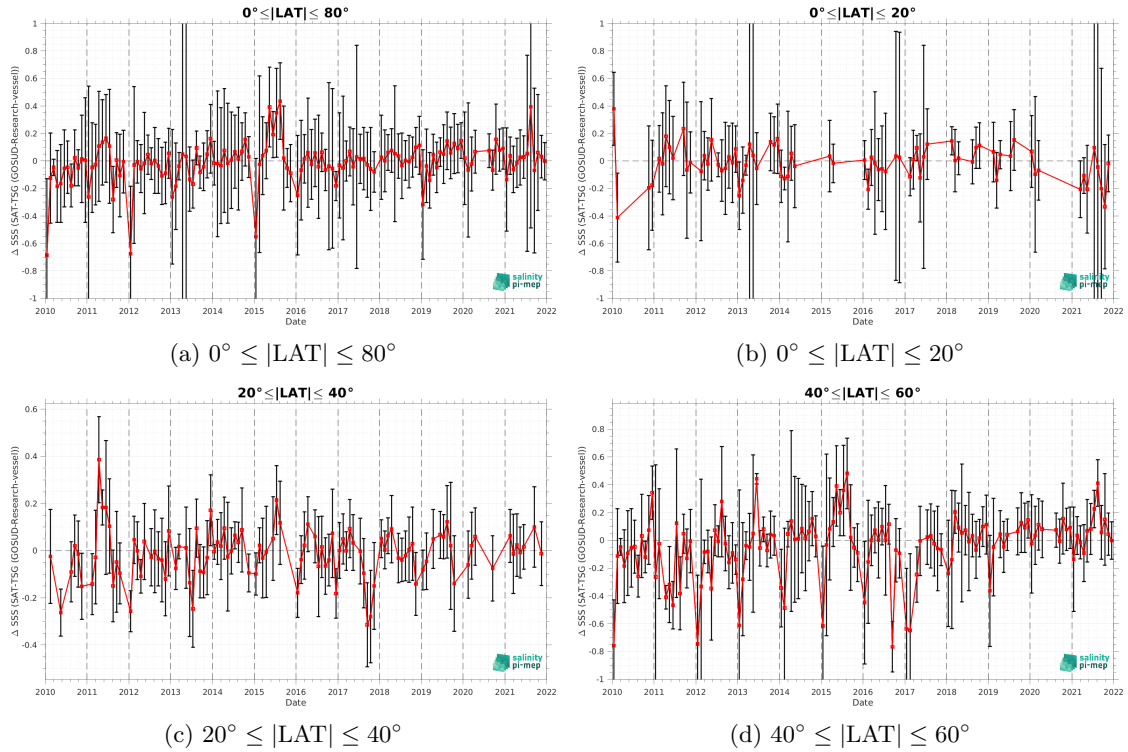 0°≤|LAT|≤ 80°
Δ SSS (SAT-TSG (GOSUD-Research-vessel))
1
0.8
0.6
0.4
0.2
0
-0.2
-0.4
-0.6
-0.8
-1
2010 2011 2012 2013 2014 2015 2016 2017 2018 2019 2020 2021 2022
Date
salinity
pi-mep
(a) 0° ≤ |LAT| ≤ 80°
0°≤|LAT|≤ 20°
Δ SSS (SAT-TSG (GOSUD-Research-vessel))
1
0.8
0.6
0.4
0.2
0
-0.2
-0.4
-0.6
-0.8
-1
2010 2011 2012 2013 2014 2015 2016 2017 2018 2019 2020 2021 2022
Date
salinity
pi-mep
(b) 0° ≤ |LAT| ≤ 20°
20°≤|LAT|≤ 40°
Δ SSS (SAT-TSG (GOSUD-Research-vessel))
0.6
0.4
0.2
0
-0.2
-0.4
2010 2011 2012 2013 2014 2015 2016 2017 2018 2019 2020 2021 2022
Date
salinity
pi-mep
(c) 20° ≤ |LAT| ≤ 40°
40°≤|LAT|≤ 60°
Δ SSS (SAT-TSG (GOSUD-Research-vessel))
0.8
0.6
0.4
0.2
0
-0.2
-0.4
-0.6
-0.8
-1
2010 2011 2012 2013 2014 2015 2016 2017 2018 2019 2020 2021 2022
Date
salinity
pi-mep
(d) 40° ≤ |LAT| ≤ 60°